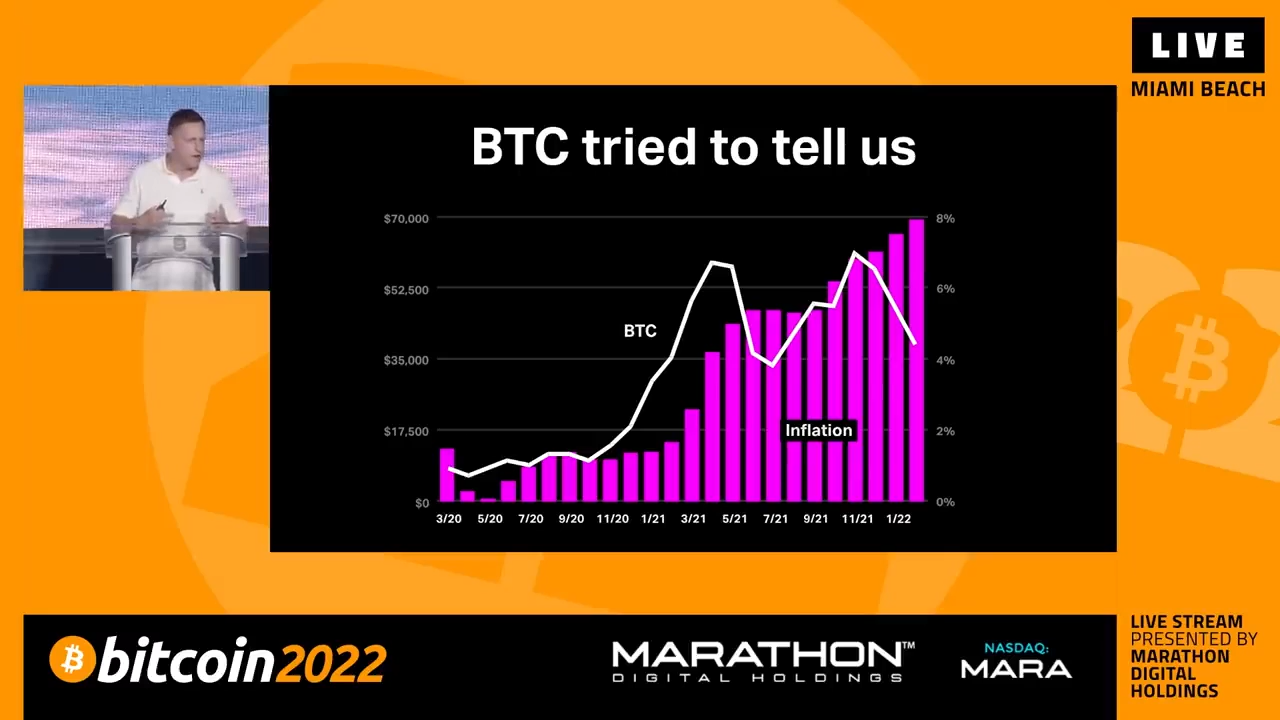 LIVE
MIAMI BEACH
BTC tried to tell us
$70,000
8%
$52,500
6%
BTC
$35,000
4%
Inflation
$17,500
2%
$0
0%
3/20 5/20 7/20 9/20 11/20 1/21 3/21 5/21 7/21 9/21 11/21 1/22
bitcoin2022
MARATHON™
DIGITAL HOLDINGS
NASDAQ:
MARA
LIVE STREAM
PRESENTED BY
MARATHON
DIGITAL
HOLDINGS